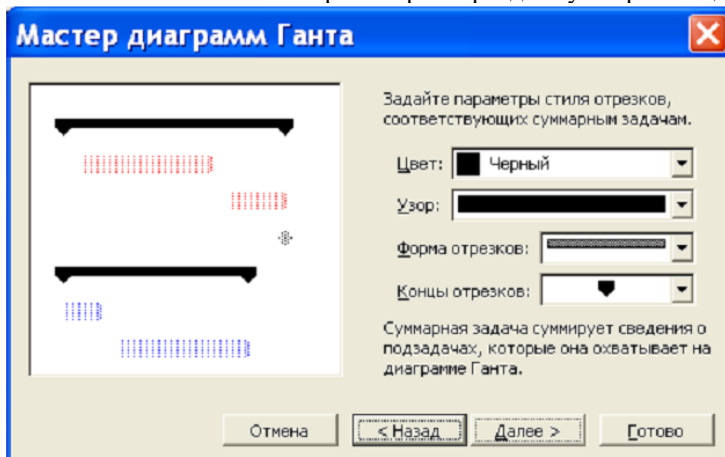 Мастер диаграмм Ганта
Задайте параметры стиля отрезков,
соответствующих суммарным задачам.
Цвет: Черный
Узор:
Форма отрезков:
Концы отрезков:
Суммарная задача суммирует сведения о
подзадачах, которые она охватывает на
диаграмме Ганта.
Отмена < Назад Далее > Готово